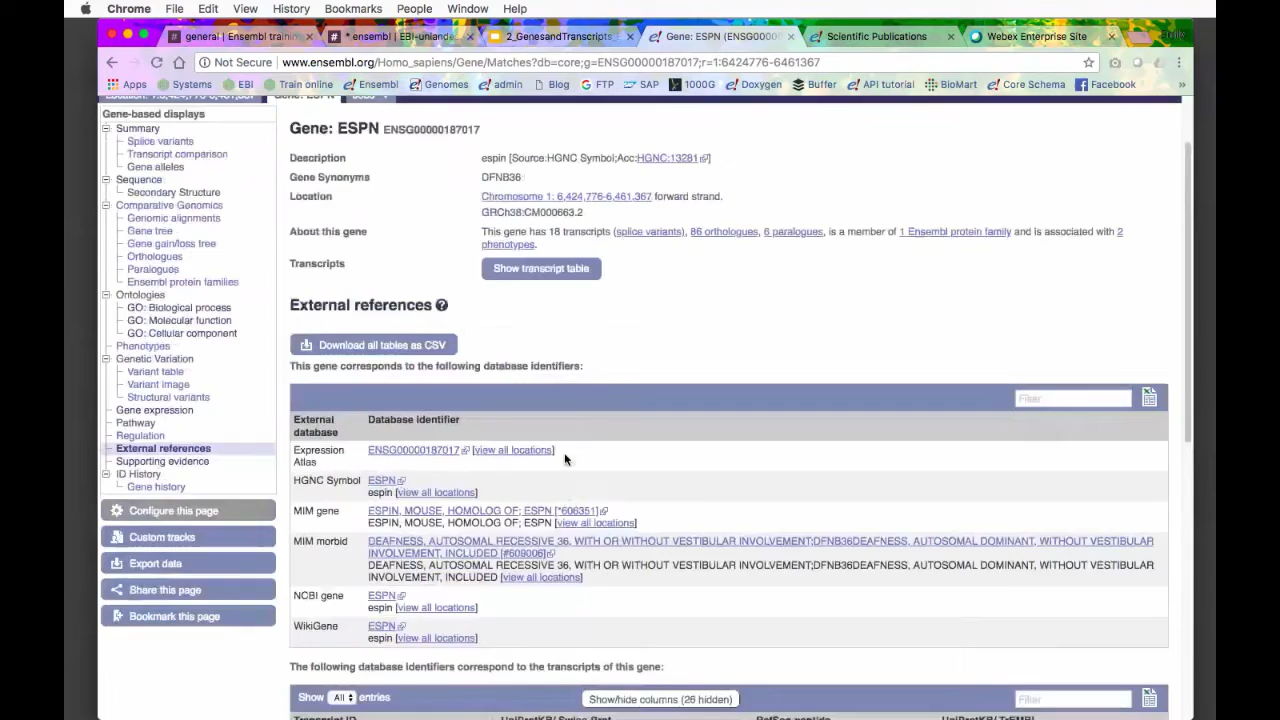 Chrome File Edit View History Bookmarks People Window Help
general | Ensembl training × * ensembl | EBI-uniandes × 2_GenesandTranscripts × Gene: ESPN (ENSG00000 × Scientific Publications × Webex Enterprise Site ×
Not Secure | www.ensembl.org/Homo_sapiens/Gene/Matches?db=core;g=ENSG00000187017;r=1:6424776-6461367
Apps Systems EBI Train online Ensembl Genomes admin Blog FTP SAP 1000G Doxygen Buffer API tutorial BioMart Core Schema Facebook
Gene-based displays
Summary
Splice variants
Transcript comparison
Gene alleles
Sequence
Secondary Structure
Comparative Genomics
Genomic alignments
Gene tree
Gene gain/loss tree
Orthologues
Paralogues
Ensembl protein families
Ontologies
GO: Biological process
GO: Molecular function
GO: Cellular component
Phenotypes
Genetic Variation
Variant table
Variant image
Structural variants
Gene expression
Pathway
Regulation
External references
Supporting evidence
ID History
Gene history
Configure this page
Custom tracks
Export data
Share this page
Bookmark this page
Gene: ESPN ENSG00000187017
Description espin [Source:HGNC Symbol;Acc:HGNC:13281]
Gene Synonyms DFNB36
Location Chromosome 1: 6,424,776-6,461,367 forward strand.
GRCh38:CM000663.2
About this gene This gene has 18 transcripts (splice variants), 86 orthologues, 6 paralogues, is a member of 1 Ensembl protein family and is associated with 2
phenotypes.
Transcripts Show transcript table
External references ?
Download all tables as CSV
This gene corresponds to the following database identifiers:
Filter
External Database identifier
database
Expression ENSG00000187017 [view all locations]
Atlas
HGNC Symbol ESPN
espin [view all locations]
MIM gene ESPIN, MOUSE, HOMOLOG OF; ESPN [*606351]
ESPIN, MOUSE, HOMOLOG OF; ESPN [view all locations]
MIM morbid DEAFNESS, AUTOSOMAL RECESSIVE 36, WITH OR WITHOUT VESTIBULAR INVOLVEMENT;DFNB36DEAFNESS, AUTOSOMAL DOMINANT, WITHOUT VESTIBULAR
INVOLVEMENT, INCLUDED [#609006]
DEAFNESS, AUTOSOMAL RECESSIVE 36, WITH OR WITHOUT VESTIBULAR INVOLVEMENT;DFNB36DEAFNESS, AUTOSOMAL DOMINANT, WITHOUT VESTIBULAR
INVOLVEMENT, INCLUDED [view all locations]
NCBI gene ESPN
espin [view all locations]
WikiGene ESPN
espin [view all locations]
The following database identifiers correspond to the transcripts of this gene:
Show All entries Show/hide columns (26 hidden) Filter
Transcript ID UniProtKB/ Swiss-Prot RefSeq peptide UniProtKB/ TrEMBL